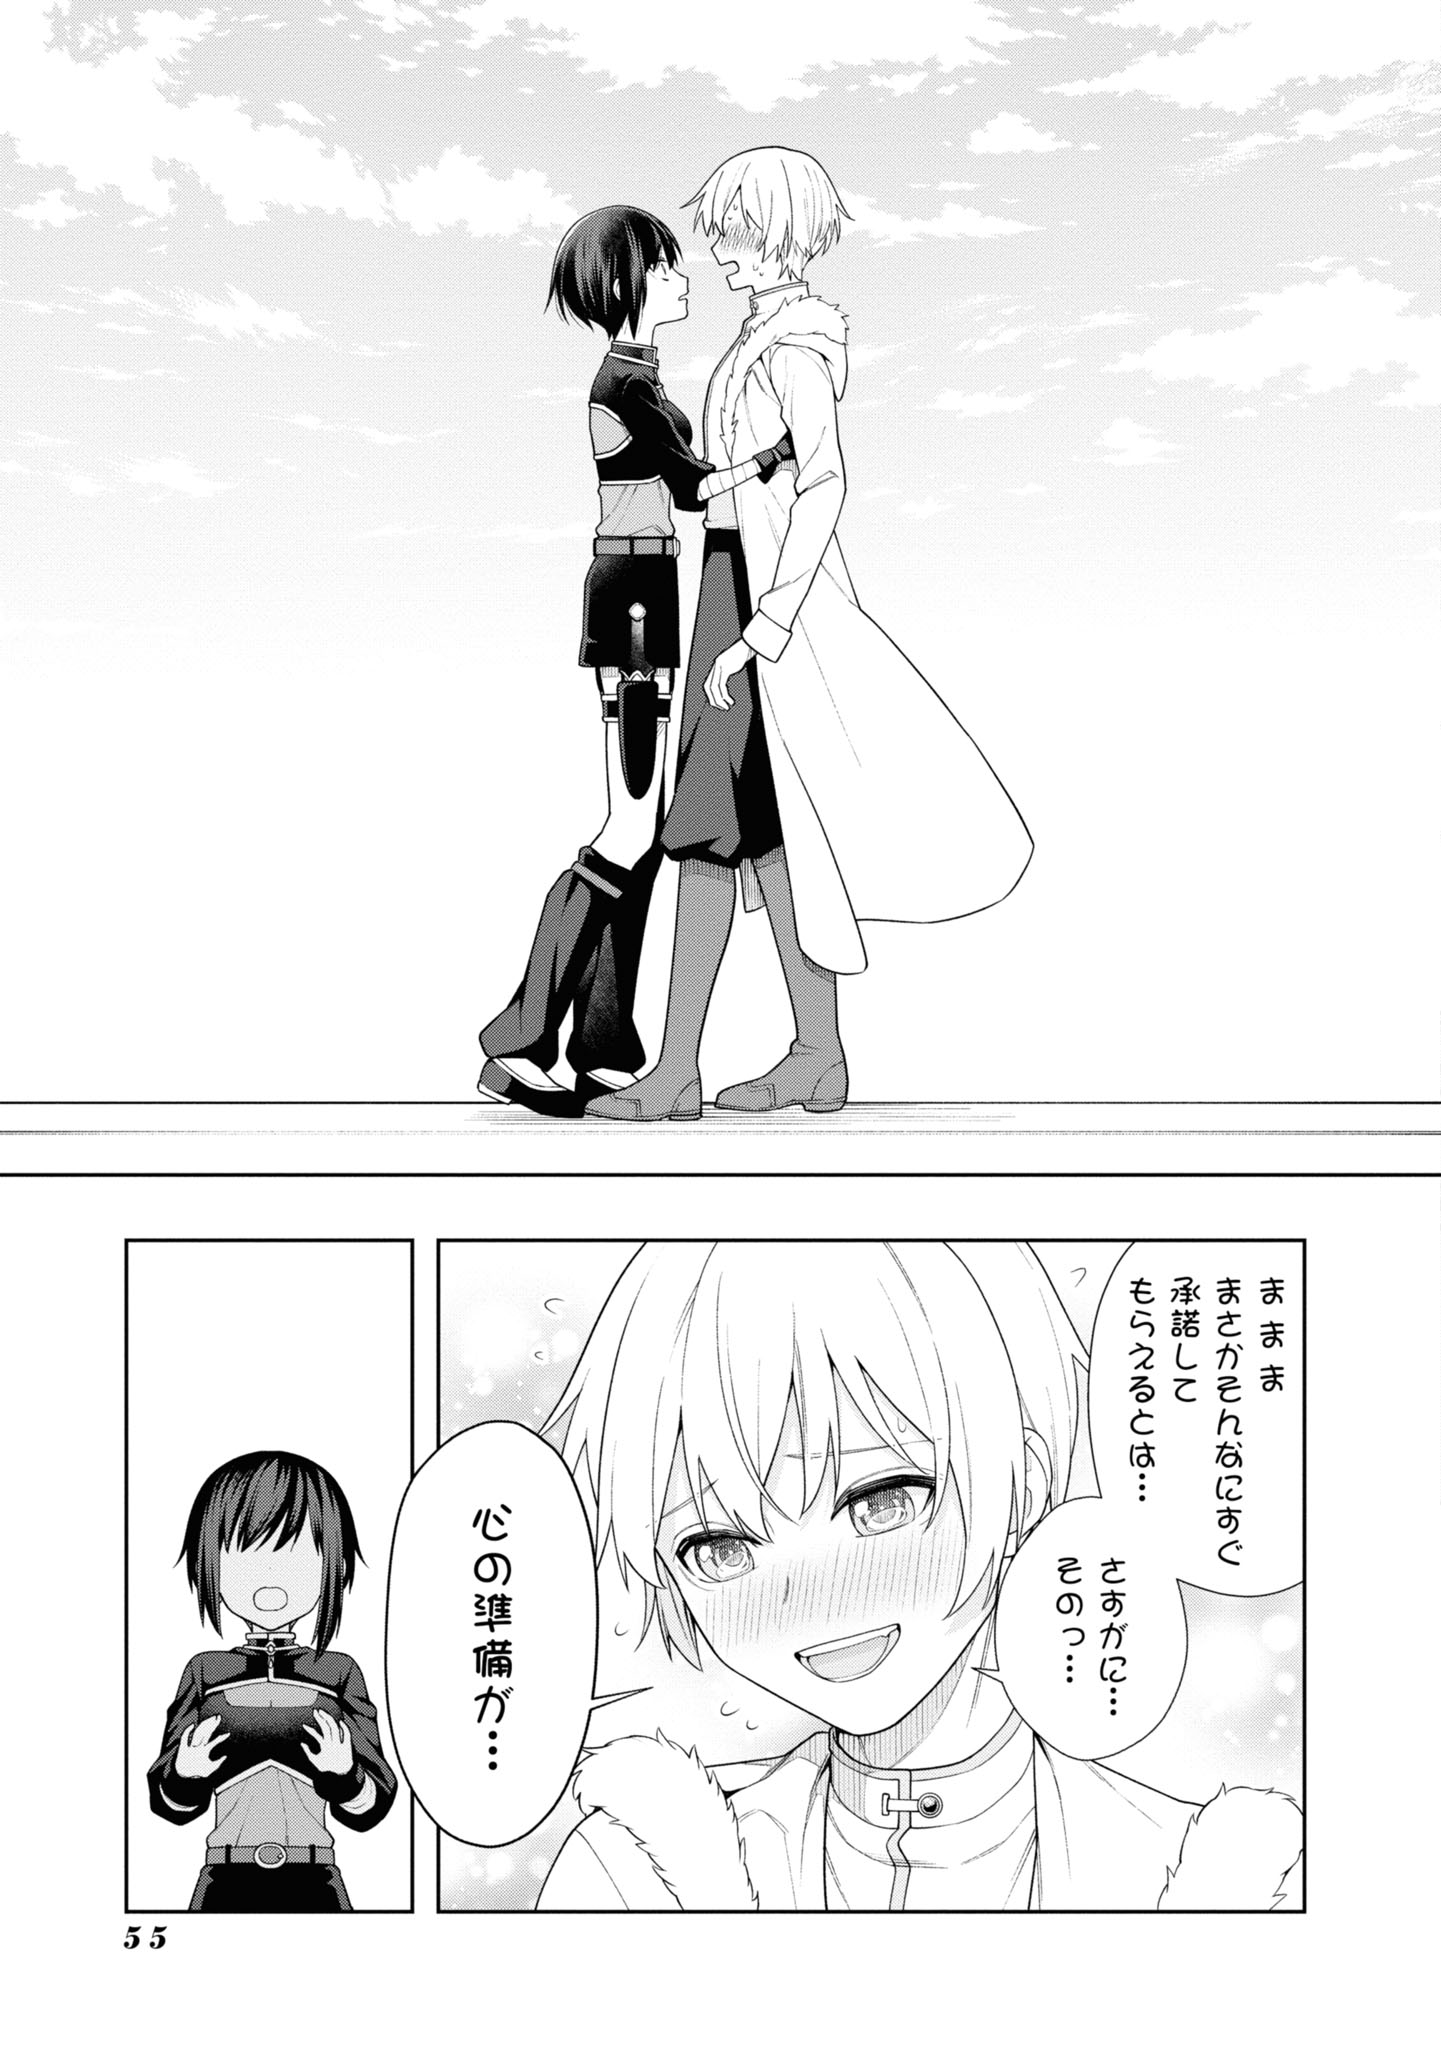 ままま
まさかそんなにすぐ
承諾して
もらえるとは…
さすがに…
そのっ…
心の準備が…
55